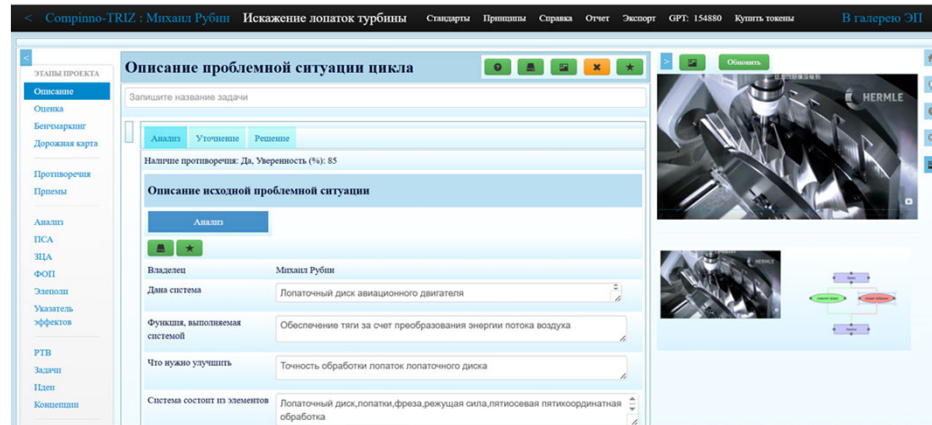 < Compinno-TRIZ : Михаил Рубин Искажение лопаток турбины Стандарты Принципы Справка Отчет Экспорт GPT: 154880 Купить токены В галерею ЭП
<
ЭТАПЫ ПРОЕКТА
Описание
Оценка
Бенчмаркинг
Дорожная карта
Противоречия
Приемы
Анализ
ПСА
ЗЦА
ФОП
Элеполи
Указатель
эффектов
РТВ
Задачи
Идеи
Концепции
Описание проблемной ситуации цикла
Запишите название задачи
Анализ Уточнение Решение
Наличие противоречия: Да, Уверенность (%): 85
Описание исходной проблемной ситуации
Анализ
Владелец Михаил Рубин
Дана система Лопаточный диск авиационного двигателя
Функция, выполняемая
системой
Обеспечение тяги за счет преобразования энергии потока воздуха
Что нужно улучшить Точность обработки лопаток лопаточного диска
Система состоит из элементов
Лопаточный диск,лопатки,фреза,режущая сила,пятиосевая пятикоординатная
обработка
> Обновить
HERMLE
HERMLE